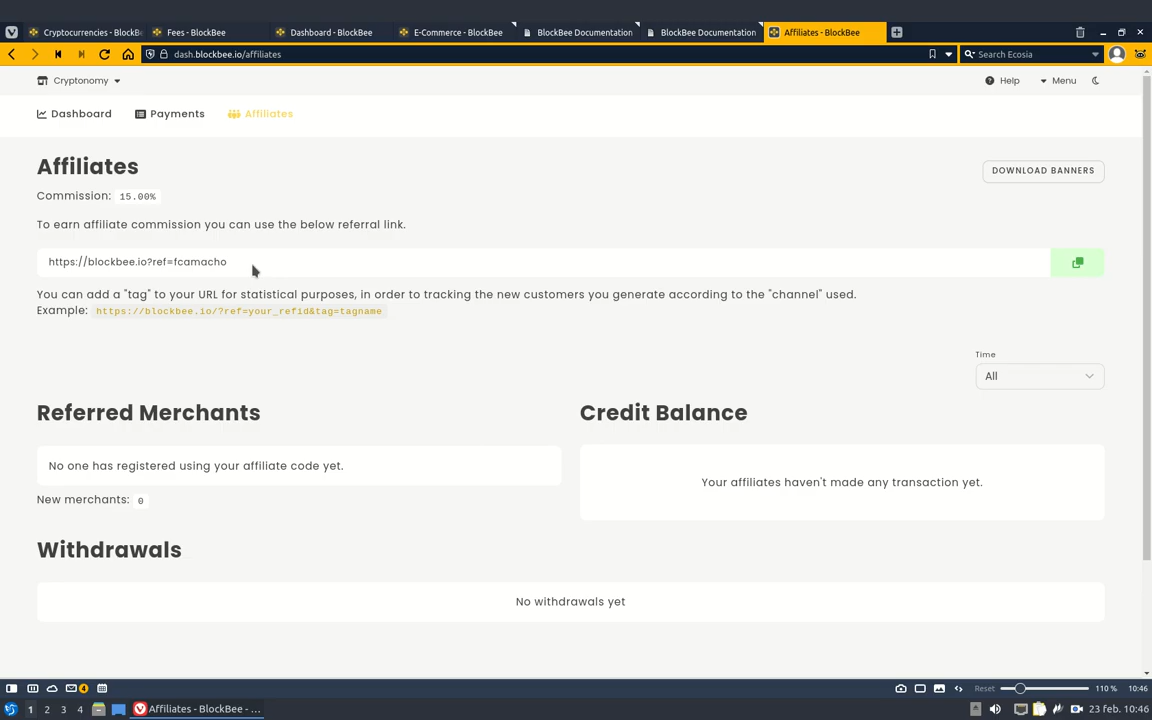 Cryptocurrencies - BlockB
Fees - BlockBee
Dashboard - BlockBee
E-Commerce - BlockBee
BlockBee Documentation
BlockBee Documentation
Affiliates - BlockBee
dash.blockbee.io/affiliates
Search Ecosia
Cryptonomy
Help
Menu
Dashboard
Payments
Affiliates
Affiliates
DOWNLOAD BANNERS
Commission: 15.00%
To earn affiliate commission you can use the below referral link.
https://blockbee.io?ref=fcamacho
You can add a "tag" to your URL for statistical purposes, in order to tracking the new customers you generate according to the "channel" used.
Example: https://blockbee.io/?ref=your_refid&tag=tagname
Time
All
Referred Merchants
Credit Balance
No one has registered using your affiliate code yet.
Your affiliates haven't made any transaction yet.
New merchants: 0
Withdrawals
No withdrawals yet
4
Reset
110 %
10:46
1
2
3
4
Affiliates - BlockBee - ...
23 feb. 10:46